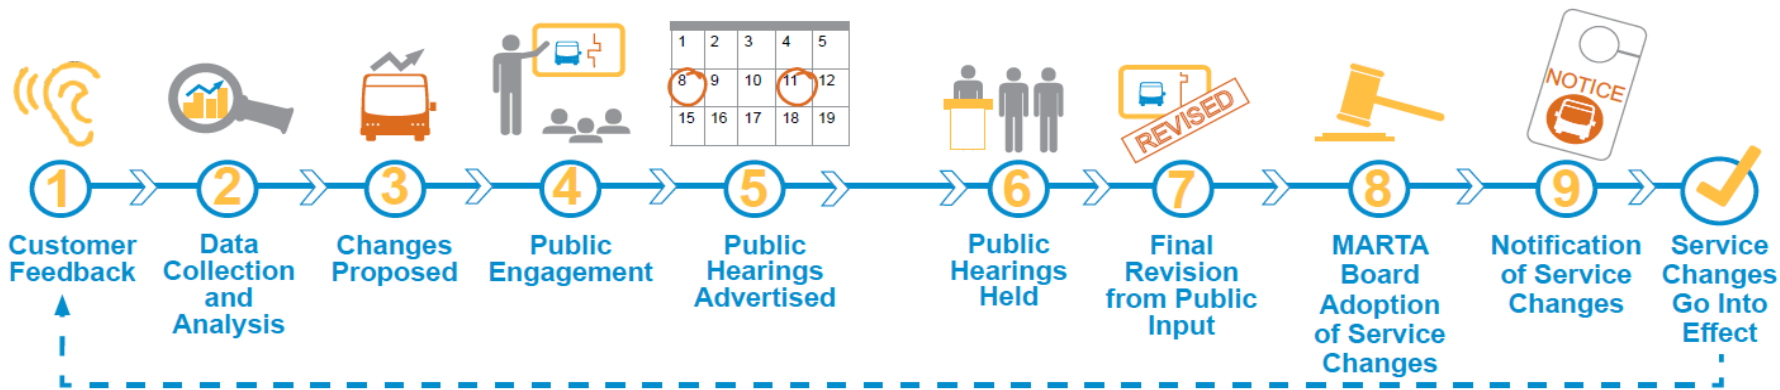 1 2 3 4 5
8 9 10 11 12
15 16 17 18 19
REVISED
NOTICE
1
Customer
Feedback
2
Data
Collection
and
Analysis
3
Changes
Proposed
4
Public
Engagement
5
Public
Hearings
Advertised
6
Public
Hearings
Held
7
Final
Revision
from Public
Input
8
MARTA
Board
Adoption
of Service
Changes
9
Notification
of Service
Changes
Service
Changes
Go Into
Effect